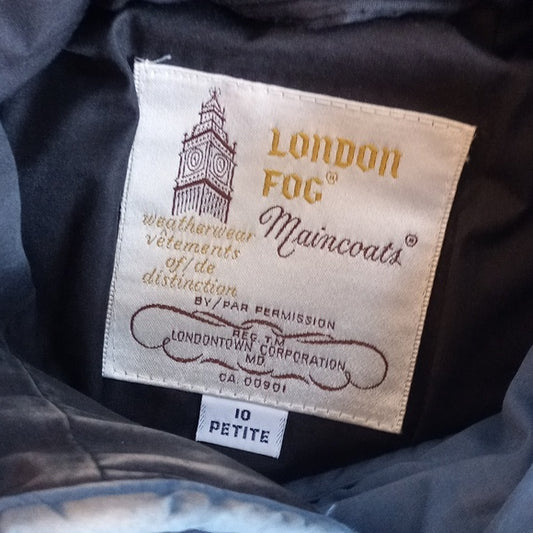 LONDON
FOG®
Maincoats®
weatherwear
vêtements
of/de
distinction
BY/PAR PERMISSION
REG. T.M.
LONDONTOWN CORPORATION
MD.
CA. 00901
10
PETITE